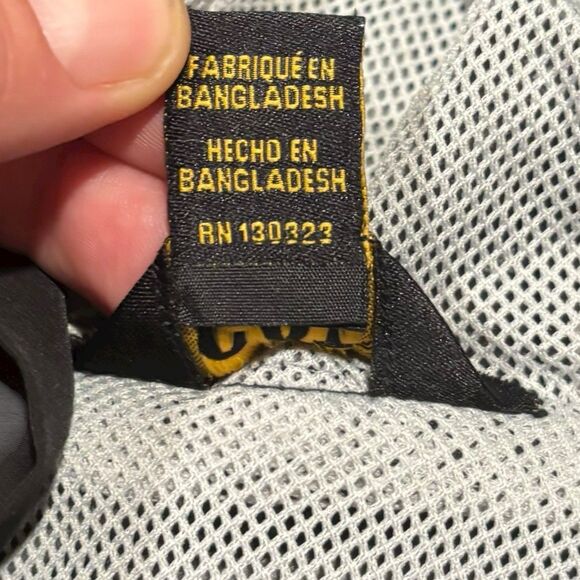 FABRIQUÉ EN
BANGLADESH
HECHO EN
BANGLADESH
RN 130323